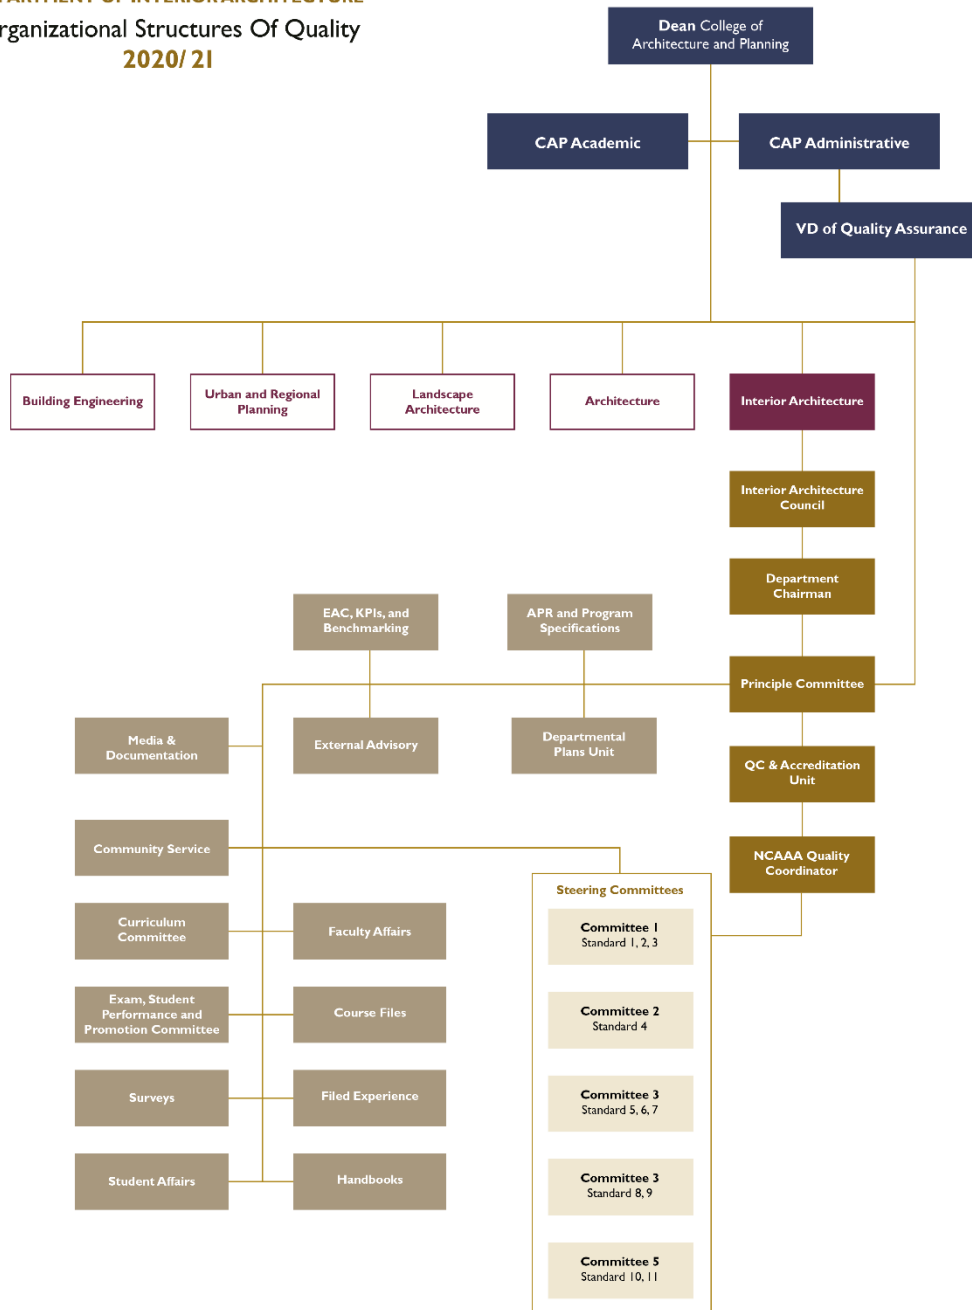 PARTMENT OF INTERIOR ARCHITECTURE
rganizational Structures Of Quality
2020/ 21
Dean College of
Architecture and Planning
CAP Academic
CAP Administrative
VD of Quality Assurance
Building Engineering
Urban and Regional
Planning
Landscape
Architecture
Architecture
Interior Architecture
Interior Architecture
Council
Department
Chairman
EAC, KPIs, and
Benchmarking
APR and Program
Specifications
Principle Committee
Media &
Documentation
External Advisory
Departmental
Plans Unit
QC & Accreditation
Unit
Community Service
NCAAA Quality
Coordinator
Steering Committees
Curriculum
Committee
Faculty Affairs
Committee 1
Standard 1, 2, 3
Exam, Student
Performance and
Promotion Committee
Course Files
Committee 2
Standard 4
Surveys
Filed Experience
Committee 3
Standard 5, 6, 7
Student Affairs
Handbooks
Committee 3
Standard 8, 9
Committee 5
Standard 10, 11